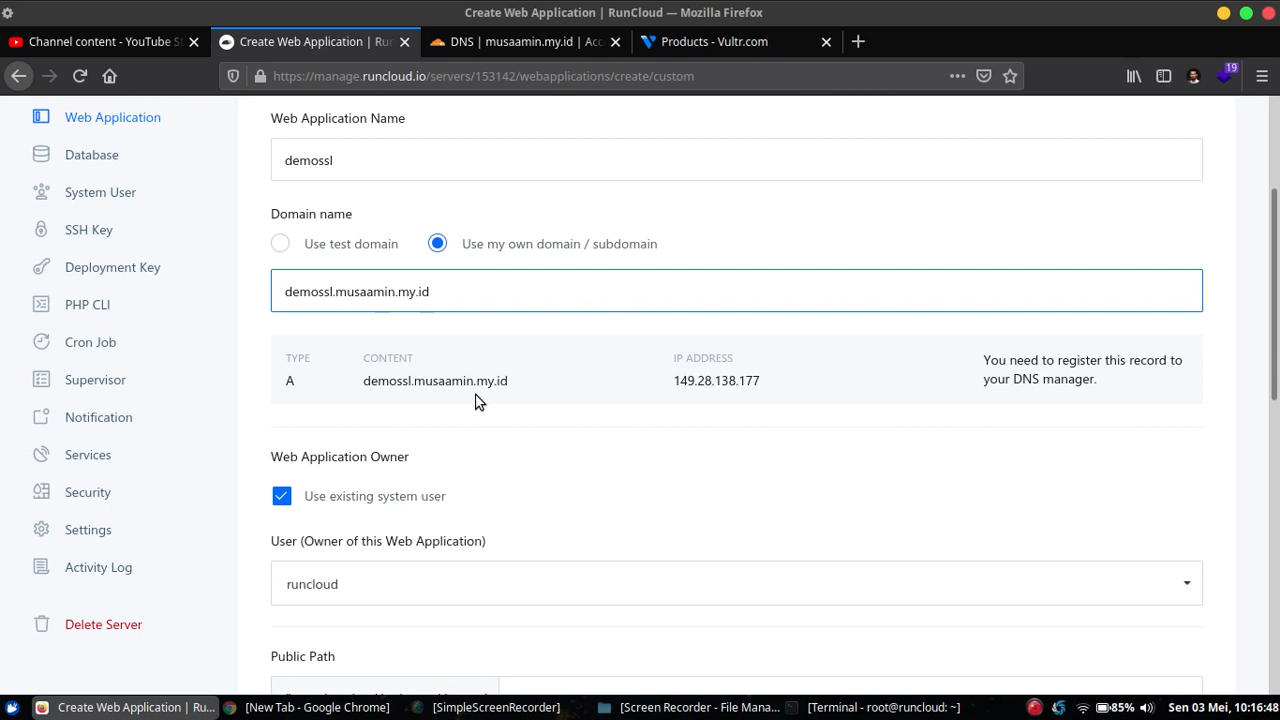 Create Web Application | RunCloud — Mozilla Firefox
Channel content - YouTube S
Create Web Application | Ru
DNS | musaamin.my.id | Acc
Products - Vultr.com
https://manage.runcloud.io/servers/153142/webapplications/create/custom
19
Web Application
Database
System User
SSH Key
Deployment Key
PHP CLI
Cron Job
Supervisor
Notification
Services
Security
Settings
Activity Log
Delete Server
Web Application Name
demossl
Domain name
Use test domain
Use my own domain / subdomain
demossl.musaamin.my.id
TYPE CONTENT IP ADDRESS
A demossl.musaamin.my.id 149.28.138.177
You need to register this record to
your DNS manager.
Web Application Owner
Use existing system user
User (Owner of this Web Application)
runcloud
Public Path
Create Web Application | Ru...
[New Tab - Google Chrome]
[SimpleScreenRecorder]
[Screen Recorder - File Mana...
[Terminal - root@runcloud: ~]
85%
Sen 03 Mei, 10:16:48